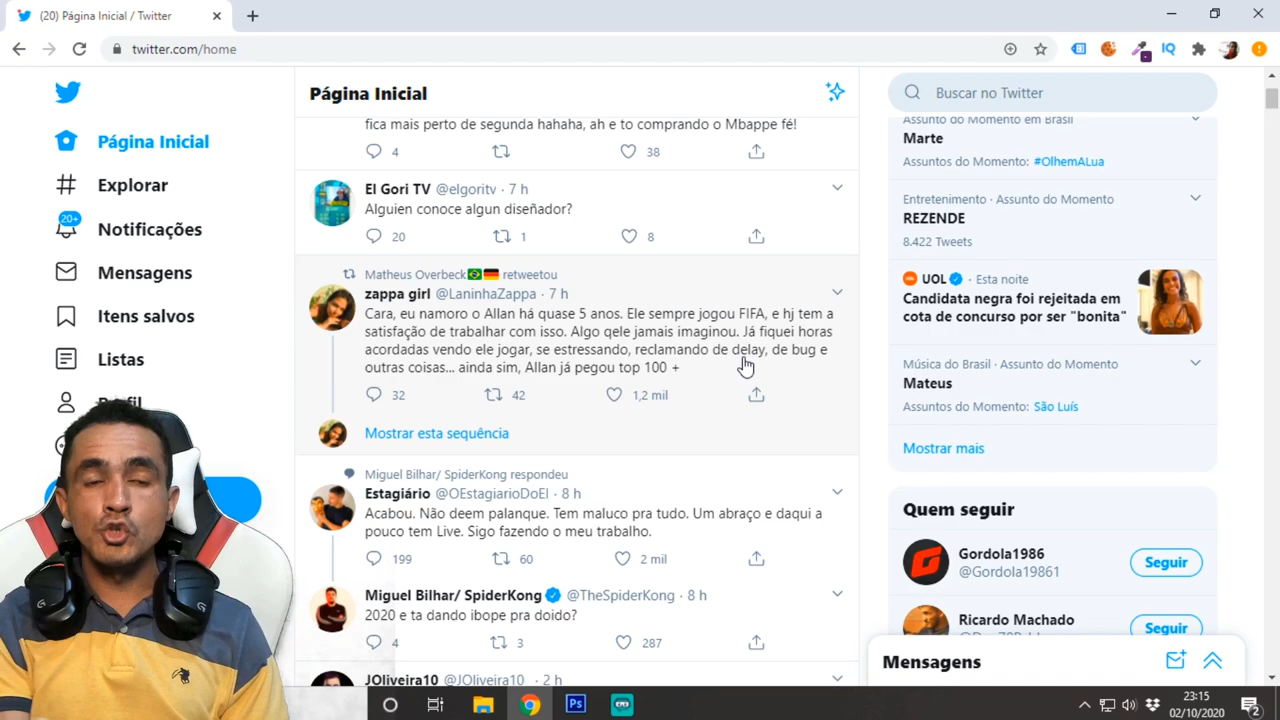 (20) Página Inicial / Twitter
twitter.com/home
IQ
Página Inicial
Explorar
20+
Notificações
Mensagens
Itens salvos
Listas
Página Inicial
fica mais perto de segunda hahaha, ah e to comprando o Mbappe fé!
4 38
El Gori TV @elgoritv · 7 h
Alguien conoce algun diseñador?
20 1 8
Matheus Overbeck retweetou
zappa girl @LaninhaZappa · 7 h
Cara, eu namoro o Allan há quase 5 anos. Ele sempre jogou FIFA, e hj tem a
satisfação de trabalhar com isso. Algo qele jamais imaginou. Já fiquei horas
acordadas vendo ele jogar, se estressando, reclamando de delay, de bug e
outras coisas... ainda sim, Allan já pegou top 100 +
32 42 1,2 mil
Mostrar esta sequência
Miguel Bilhar/ SpiderKong respondeu
Estagiário @OEstagiarioDoEI · 8 h
Acabou. Não deem palanque. Tem maluco pra tudo. Um abraço e daqui a
pouco tem Live. Sigo fazendo o meu trabalho.
199 60 2 mil
Miguel Bilhar/ SpiderKong @TheSpiderKong · 8 h
2020 e ta dando ibope pra doido?
4 3 287
JOliveira10 @JOliveira10 · 2 h
Buscar no Twitter
Assunto do Momento em Brasil
Marte
Assuntos do Momento: #OlhemALua
Entretenimento · Assunto do Momento
REZENDE
8.422 Tweets
UOL · Esta noite
Candidata negra foi rejeitada em
cota de concurso por ser "bonita"
Música do Brasil · Assunto do Momento
Mateus
Assuntos do Momento: São Luís
Mostrar mais
Quem seguir
Gordola1986
@Gordola19861
Seguir
Ricardo Machado
Seguir
Mensagens
Ps
23:15
02/10/2020
2